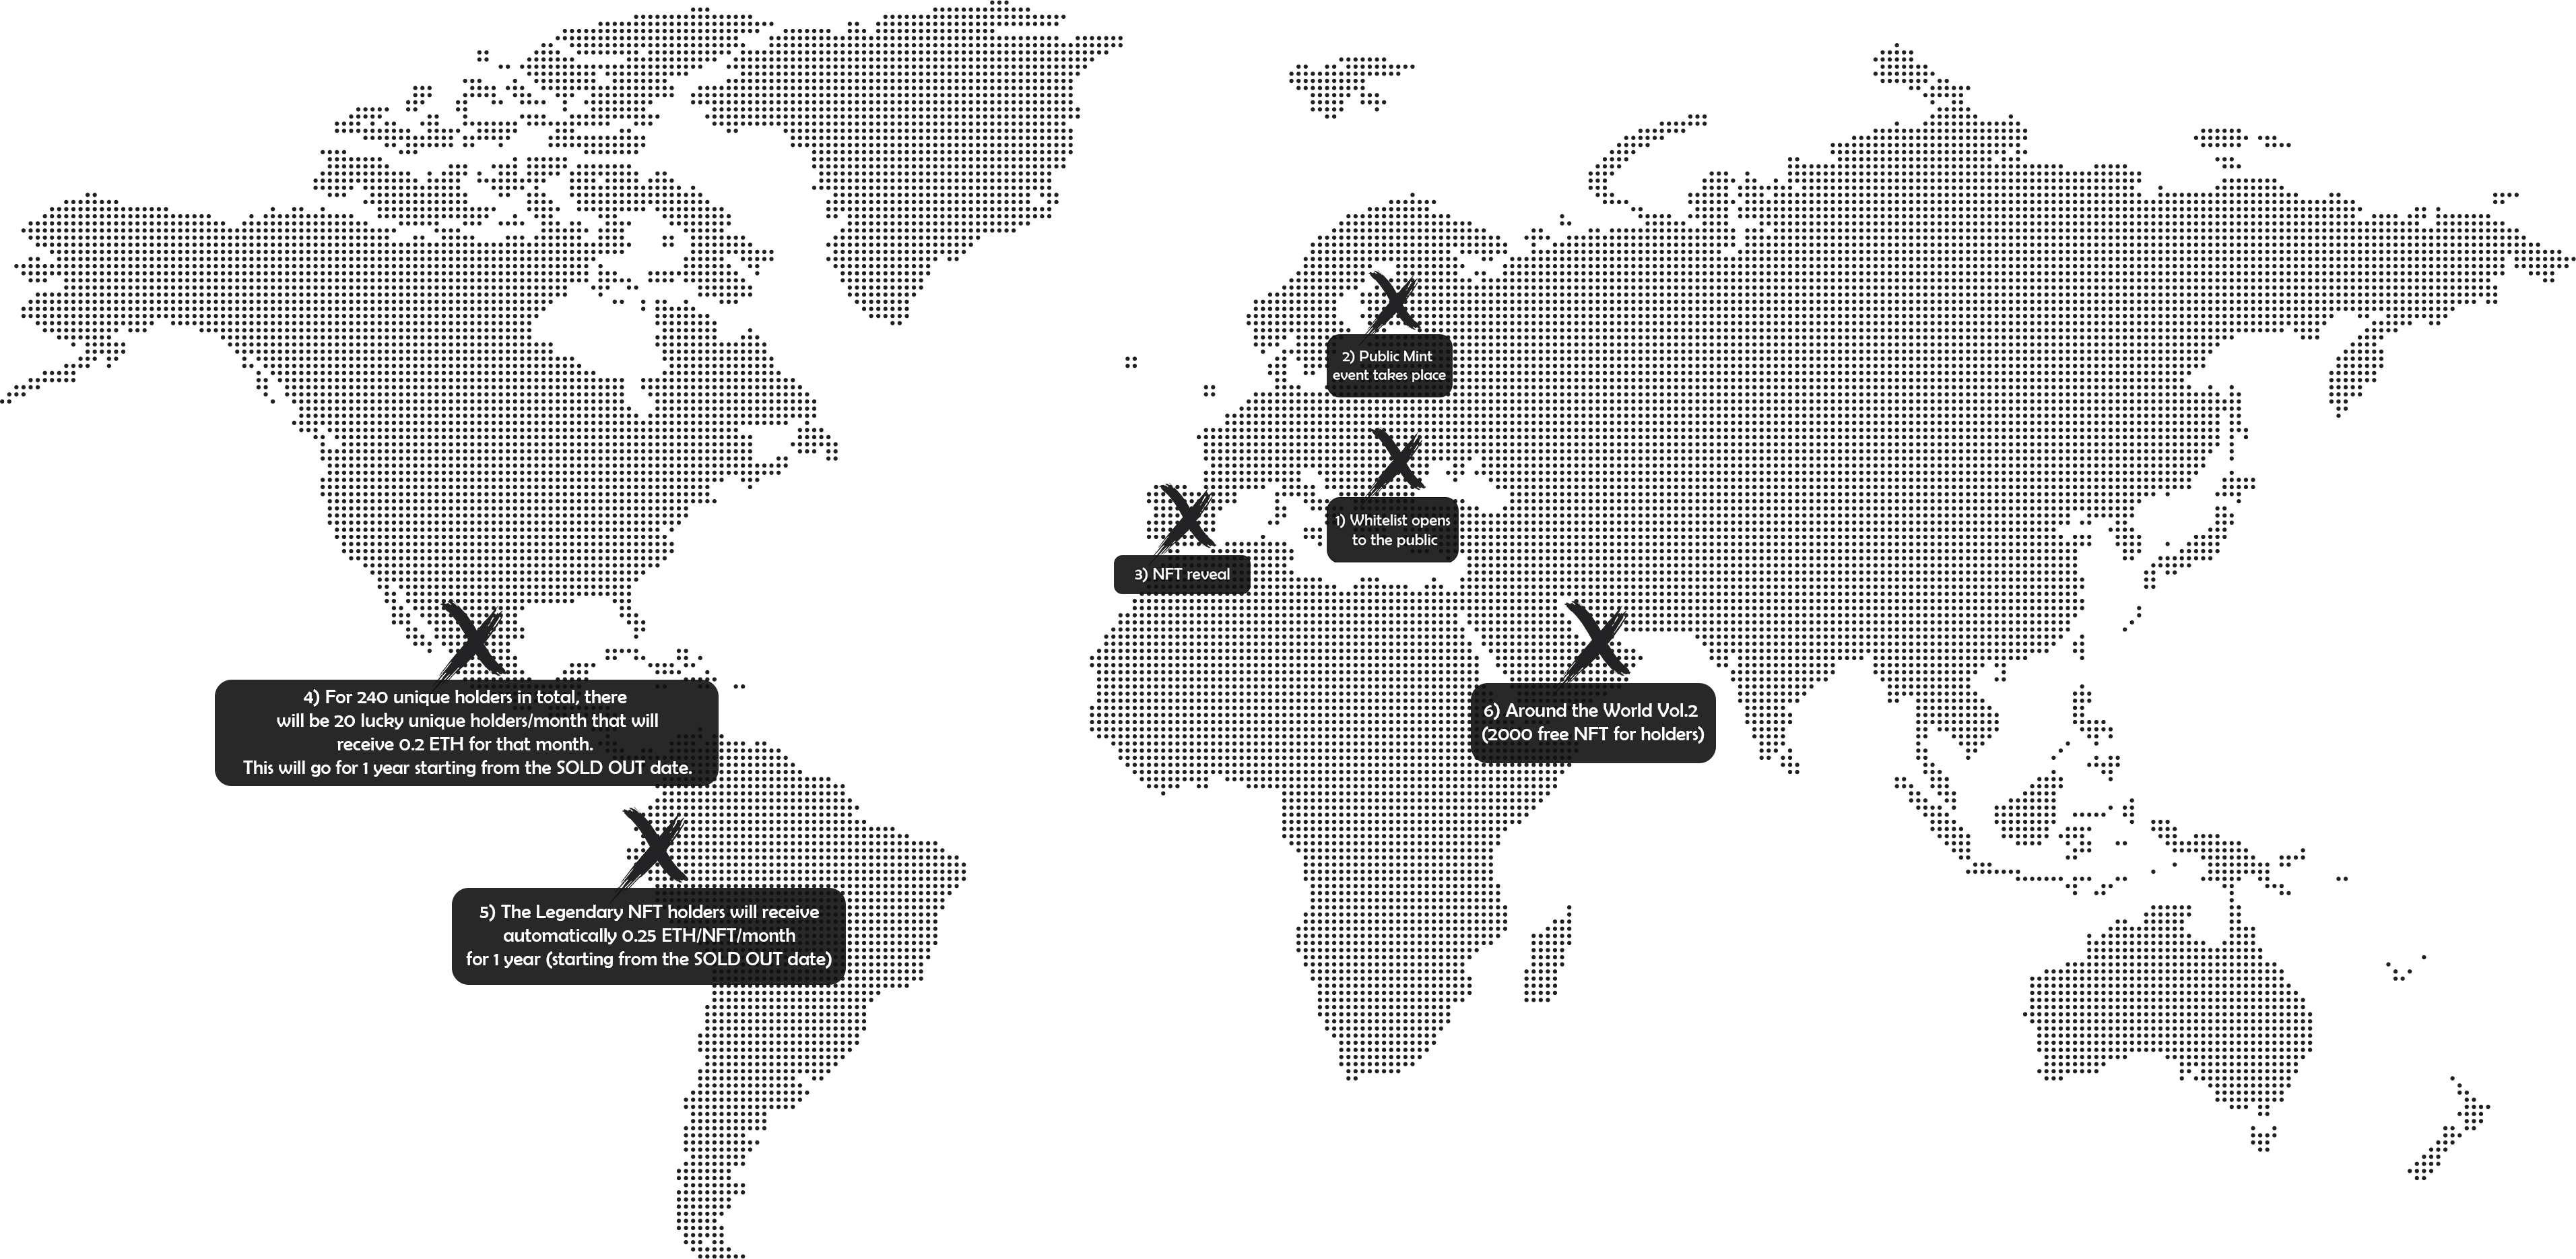 2) Public Mint
event takes place
1) Whitelist opens
to the public
3) NFT reveal
4) For 240 unique holders in total, there
will be 20 lucky unique holders/month that will
receive 0.2 ETH for that month.
This will go for 1 year starting from the SOLD OUT date.
6) Around the World Vol.2
(2000 free NFT for holders)
5) The Legendary NFT holders will receive
automatically 0.25 ETH/NFT/month
for 1 year (starting from the SOLD OUT date)